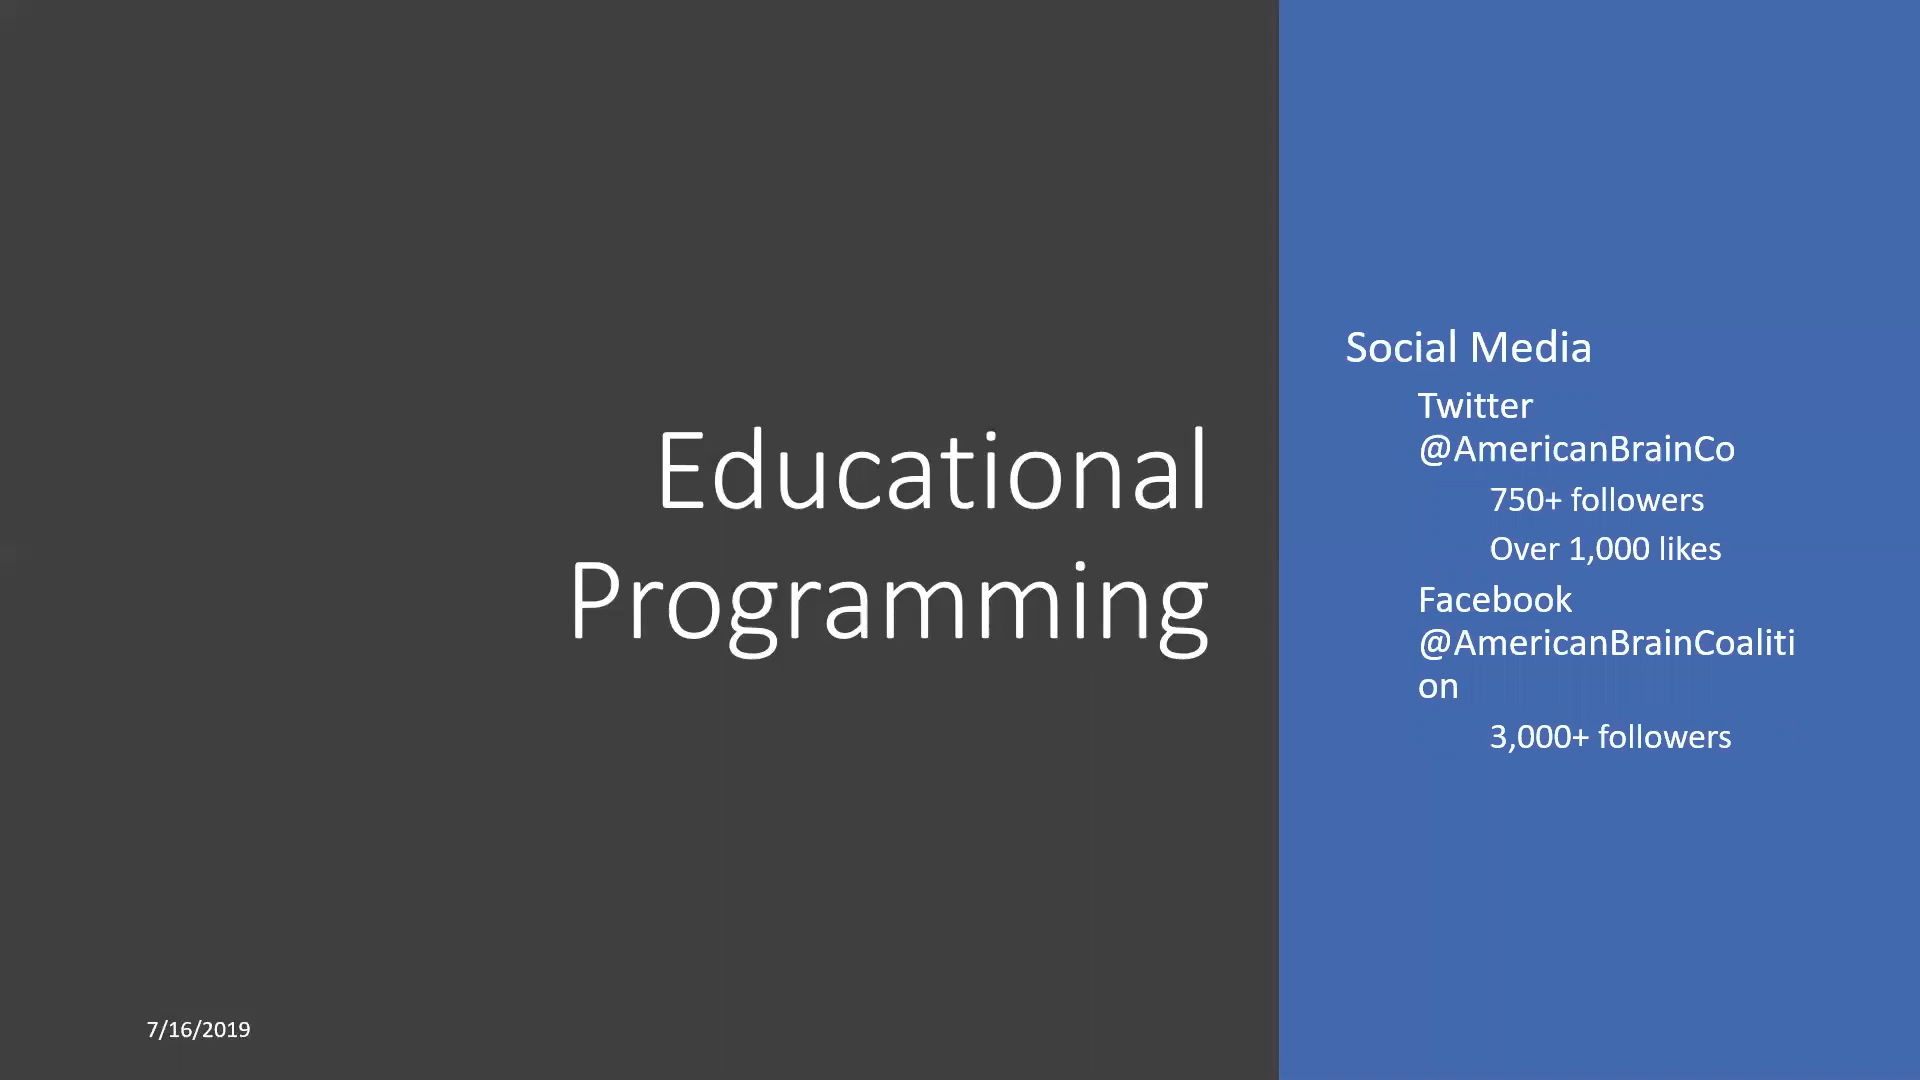 Educational
Programming
Social Media
Twitter
@AmericanBrainCo
750+ followers
Over 1,000 likes
Facebook
@AmericanBrainCoaliti
on
3,000+ followers
7/16/2019